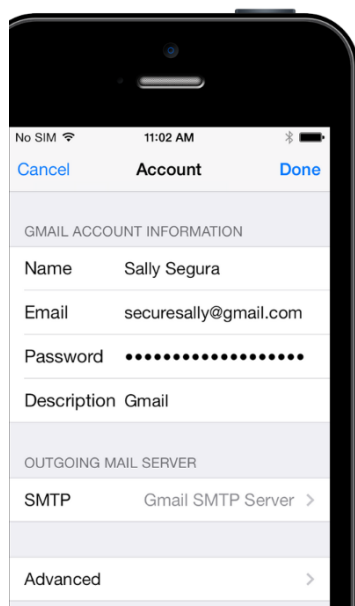 No SIM 11:02 AM
Cancel Account Done
GMAIL ACCOUNT INFORMATION
Name Sally Segura
Email securesally@gmail.com
Password •••••••••••••••••••
Description Gmail
OUTGOING MAIL SERVER
SMTP Gmail SMTP Server >
Advanced >